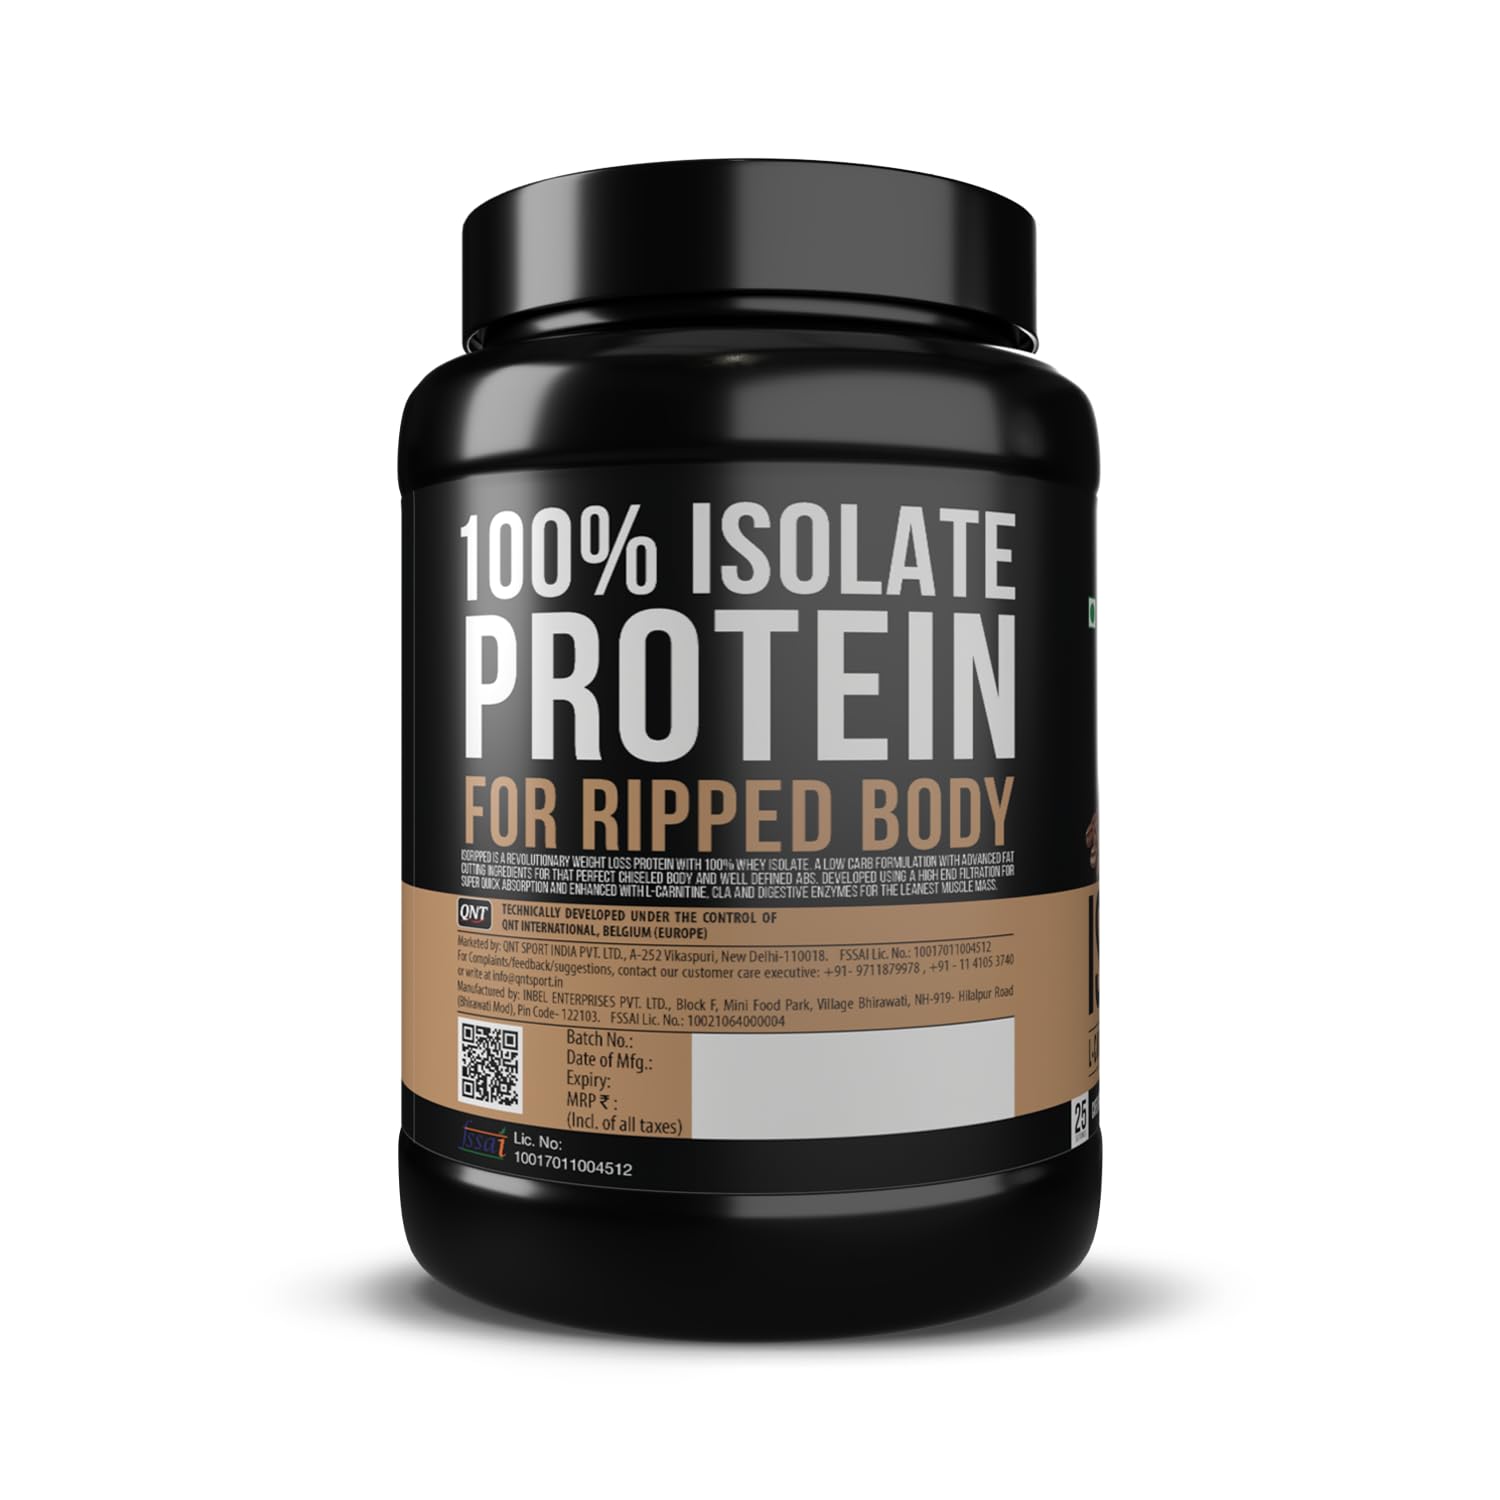 100% ISOLATE
PROTEIN
FOR RIPPED BODY
ISORIPPED IS A REVOLUTIONARY WEIGHT LOSS PROTEIN WITH 100% WHEY ISOLATE. A LOW CARB FORMULATION WITH ADVANCED FAT
CUTTING INGREDIENTS FOR THAT PERFECT CHISELED BODY AND WELL DEFINED ABS. DEVELOPED USING A HIGH END FILTRATION FOR
SUPER QUICK ABSORPTION AND ENHANCED WITH L-CARNITINE, CLA AND DIGESTIVE ENZYMES FOR THE LEANEST MUSCLE MASS.
QNT
TECHNICALLY DEVELOPED UNDER THE CONTROL OF
QNT INTERNATIONAL, BELGIUM (EUROPE)
Marketed by: QNT SPORT INDIA PVT. LTD., A-252 Vikaspuri, New Delhi-110018. FSSAI Lic. No.: 10017011004512
For Complaints/feedback/suggestions, contact our customer care executive: +91- 9711879978 , +91 - 11 4105 3740
or write at info@qntsport.in
Manufactured by: INBEL ENTERPRISES PVT. LTD., Block F, Mini Food Park, Village Bhirawati, NH-919- Hilalpur Road
(Bhirawati Mod), Pin Code- 122103. FSSAI Lic. No.: 10021064000004
Batch No.:
Date of Mfg.:
Expiry:
MRP ₹ :
(Incl. of all taxes)
fssai
Lic. No:
10017011004512
25